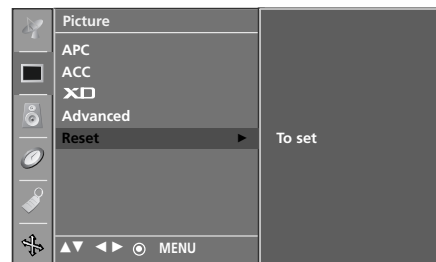 Picture
APC
ACC
XD
Advanced
Reset ► To set
▲▼ ◄► ◉ MENU